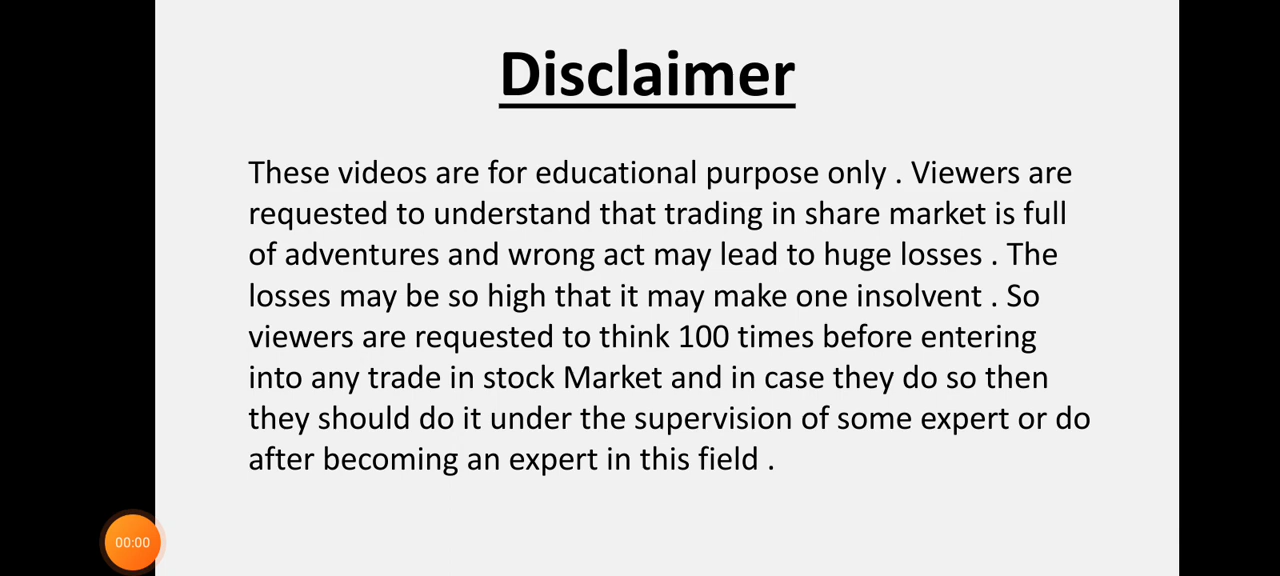 Disclaimer
These videos are for educational purpose only . Viewers are
requested to understand that trading in share market is full
of adventures and wrong act may lead to huge losses . The
losses may be so high that it may make one insolvent . So
viewers are requested to think 100 times before entering
into any trade in stock Market and in case they do so then
they should do it under the supervision of some expert or do
after becoming an expert in this field .
00:00